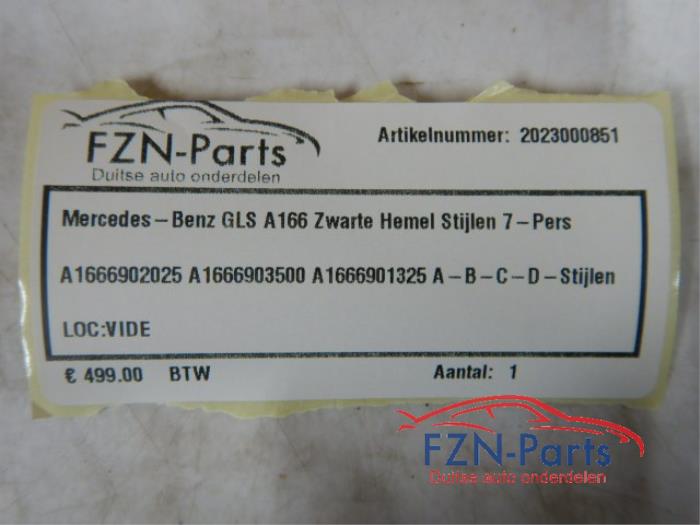 FZN-Parts
Duitse auto onderdelen
Artikelnummer: 2023000851
Mercedes-Benz GLS A166 Zwarte Hemel Stijlen 7-Pers
A1666902025 A1666903500 A1666901325 A-B-C-D-Stijlen
LOC:VIDE
€ 499.00 BTW Aantal: 1
FZN-Parts
Duitse auto onderdelen